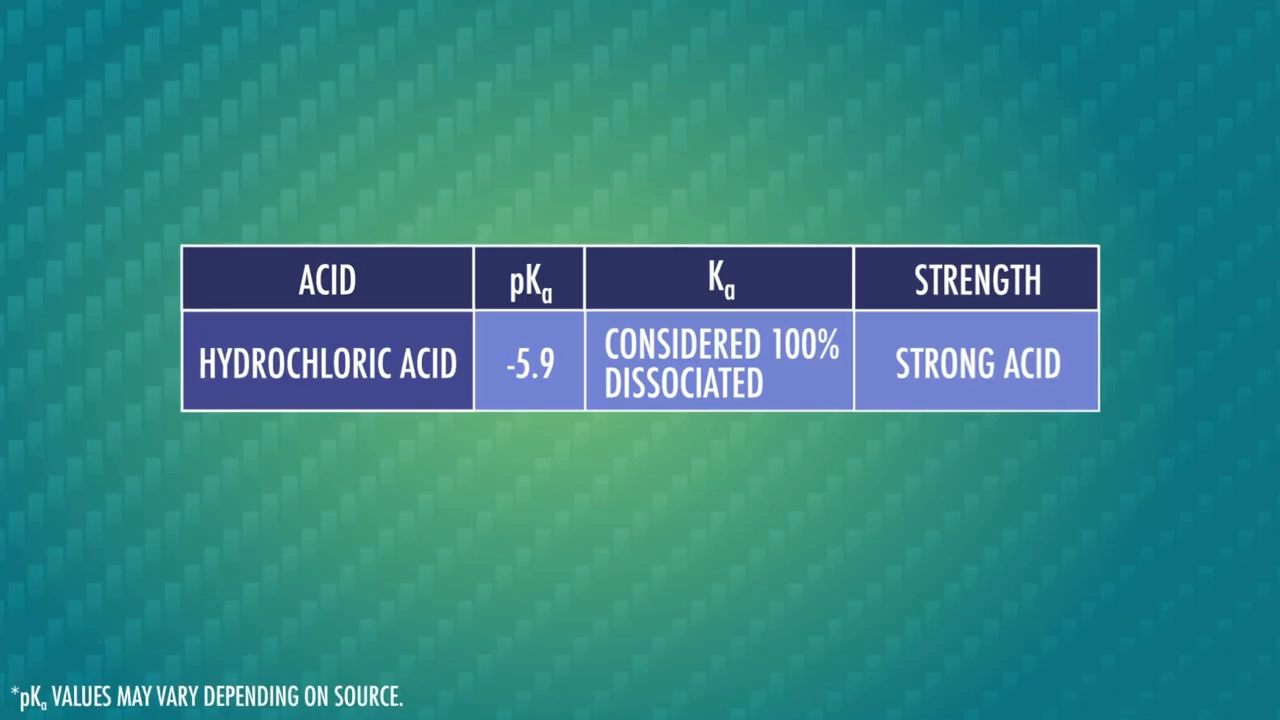 ACID pKa Ka STRENGTH
HYDROCHLORIC ACID -5.9 CONSIDERED 100% DISSOCIATED STRONG ACID
*pKa VALUES MAY VARY DEPENDING ON SOURCE.